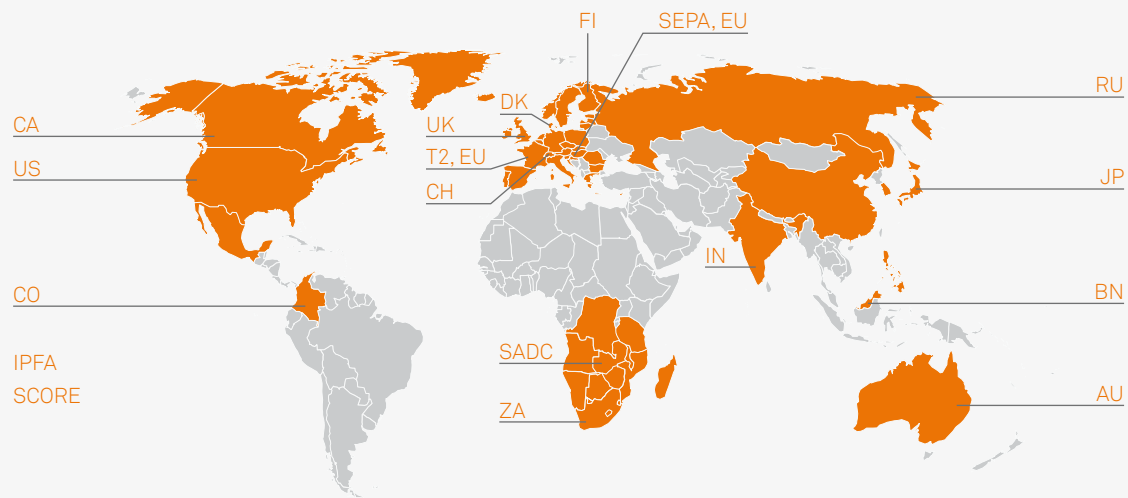 FI
SEPA, EU
RU
DK
CA
UK
T2, EU
US
JP
CH
IN
CO
BN
IPFA
SADC
SCORE
AU
ZA